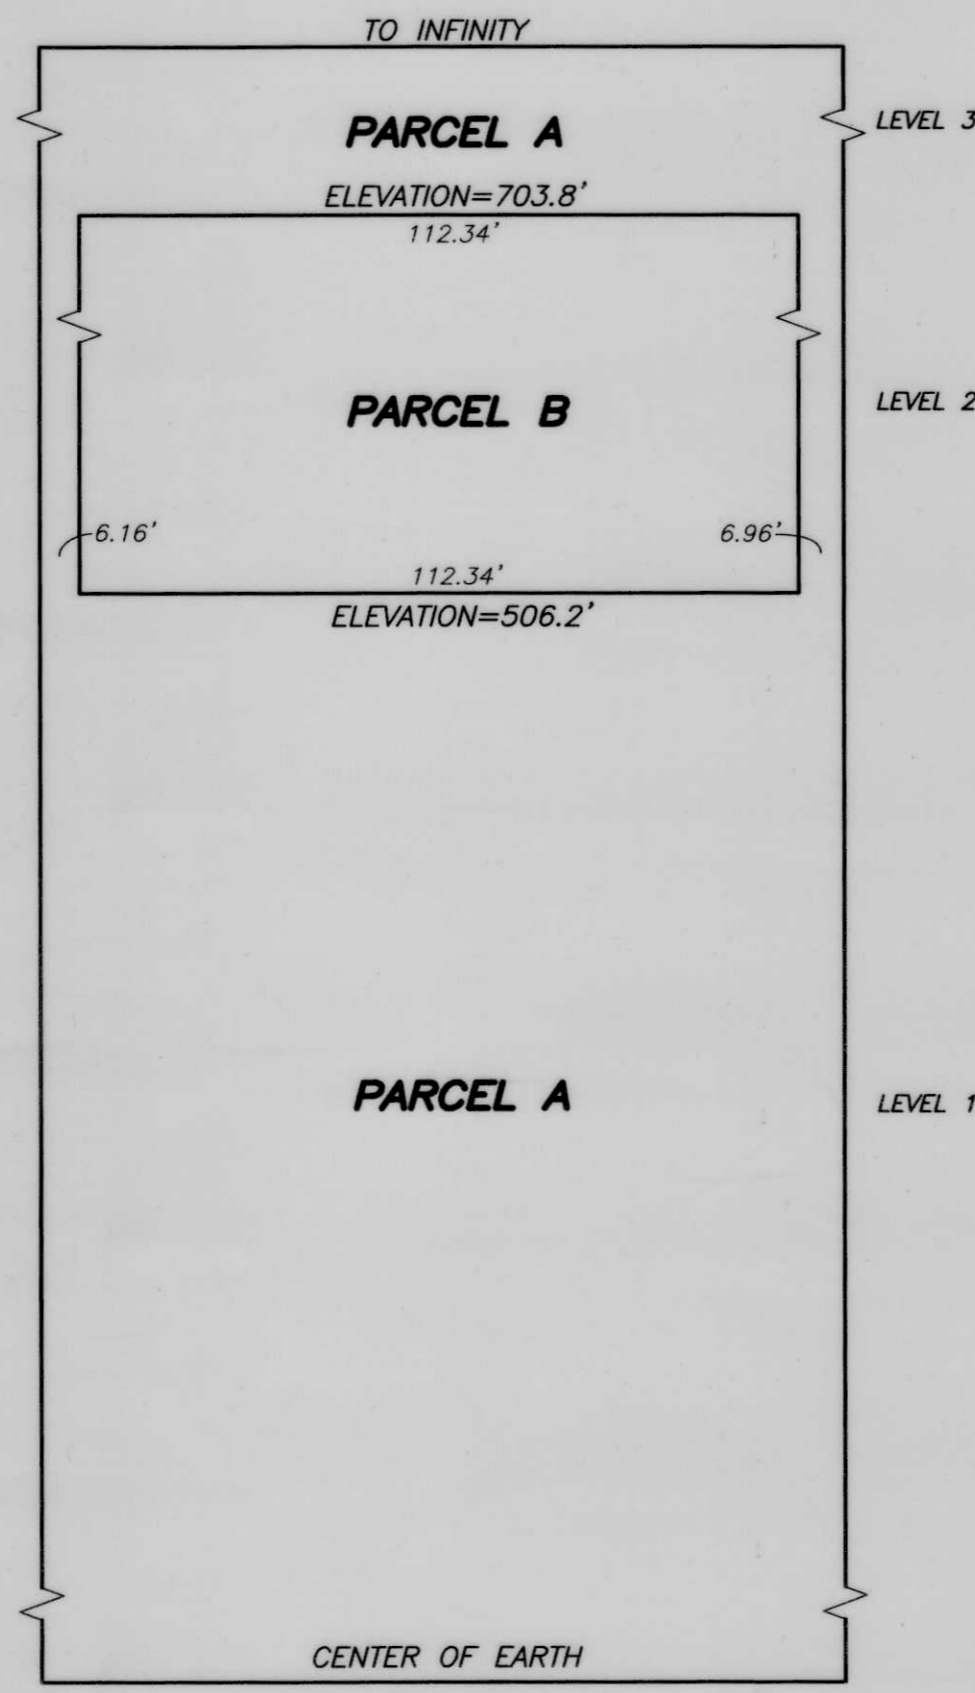 TO INFINITY
PARCEL A
LEVEL 3
ELEVATION=703.8'
112.34'
PARCEL B
LEVEL 2
6.16'
6.96'
112.34'
ELEVATION=506.2'
PARCEL A
LEVEL 1
CENTER OF EARTH